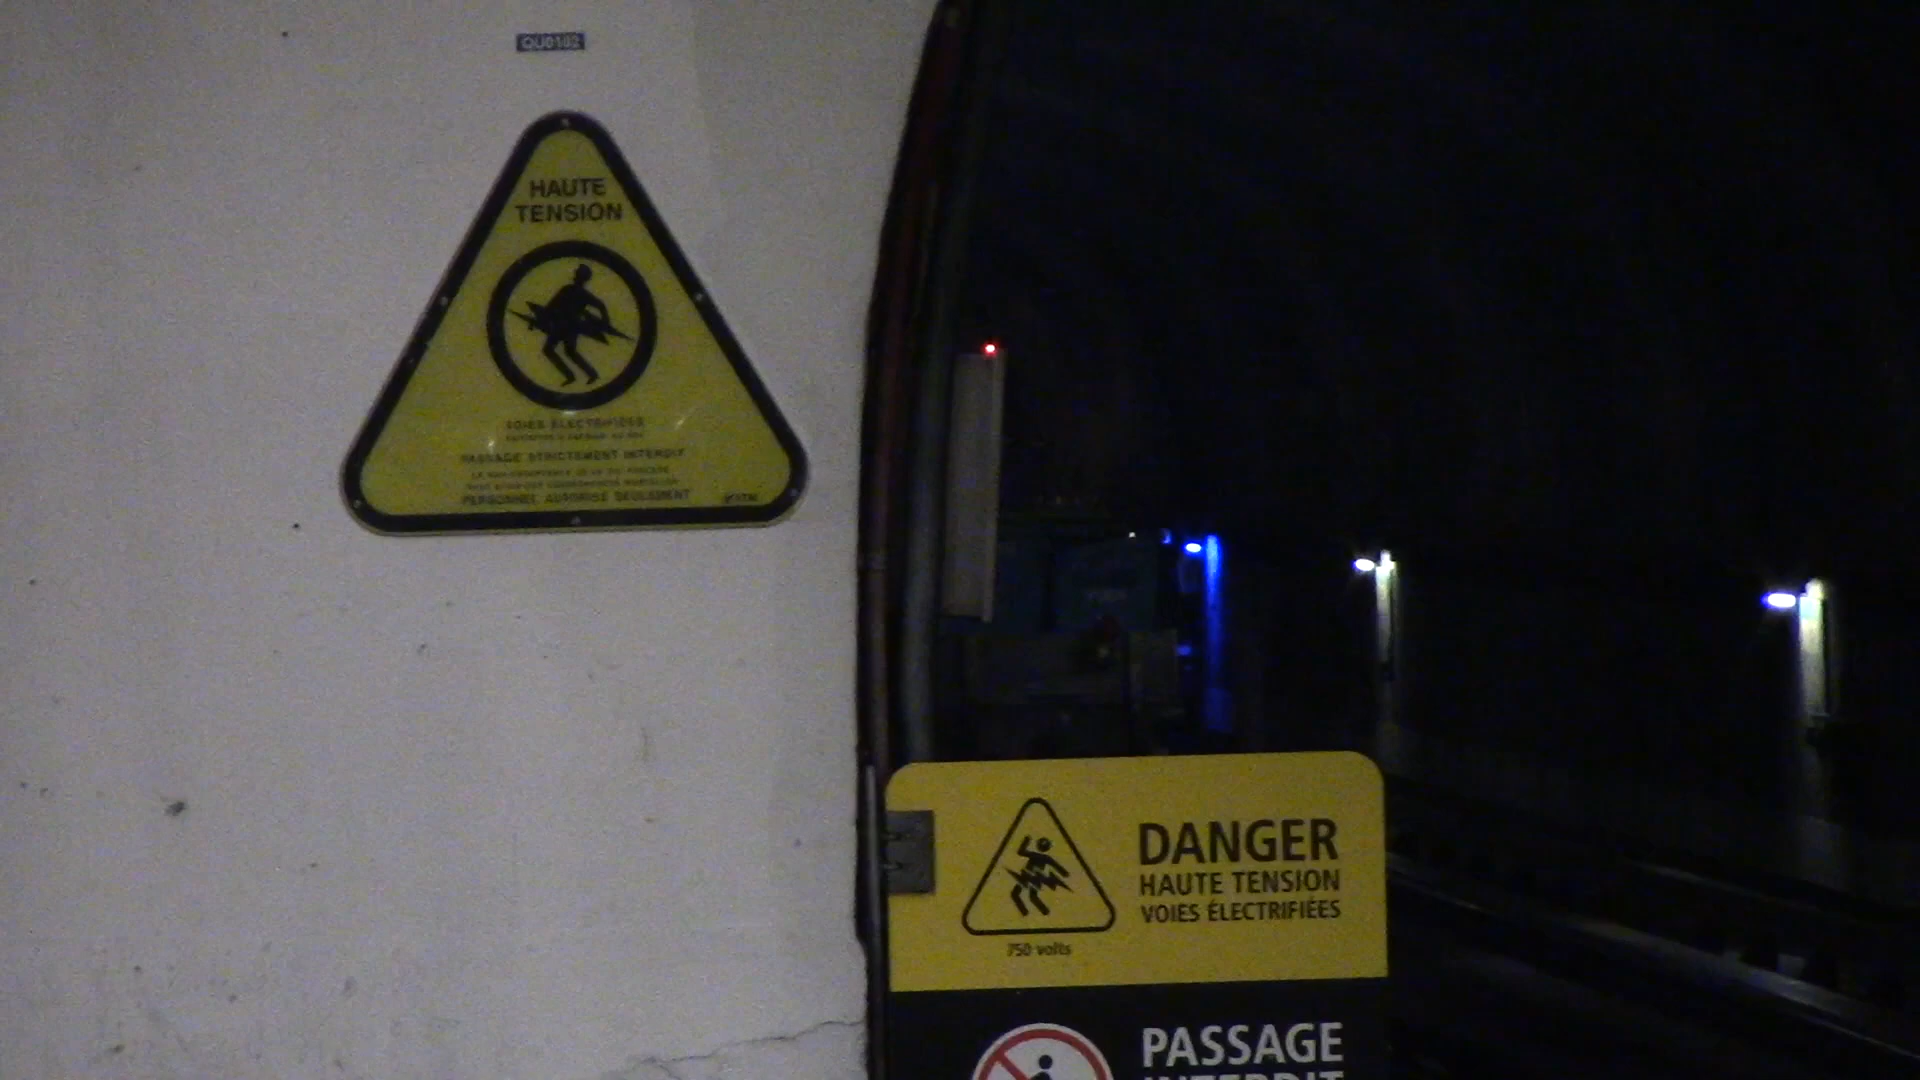 QU0102
HAUTE
TENSION
VOIES ÉLECTRIFIÉES
PASSAGE STRICTEMENT INTERDIT
PERSONNEL AUTORISÉ SEULEMENT
DANGER
HAUTE TENSION
VOIES ÉLECTRIFIÉES
750 volts
PASSAGE
INTERDIT